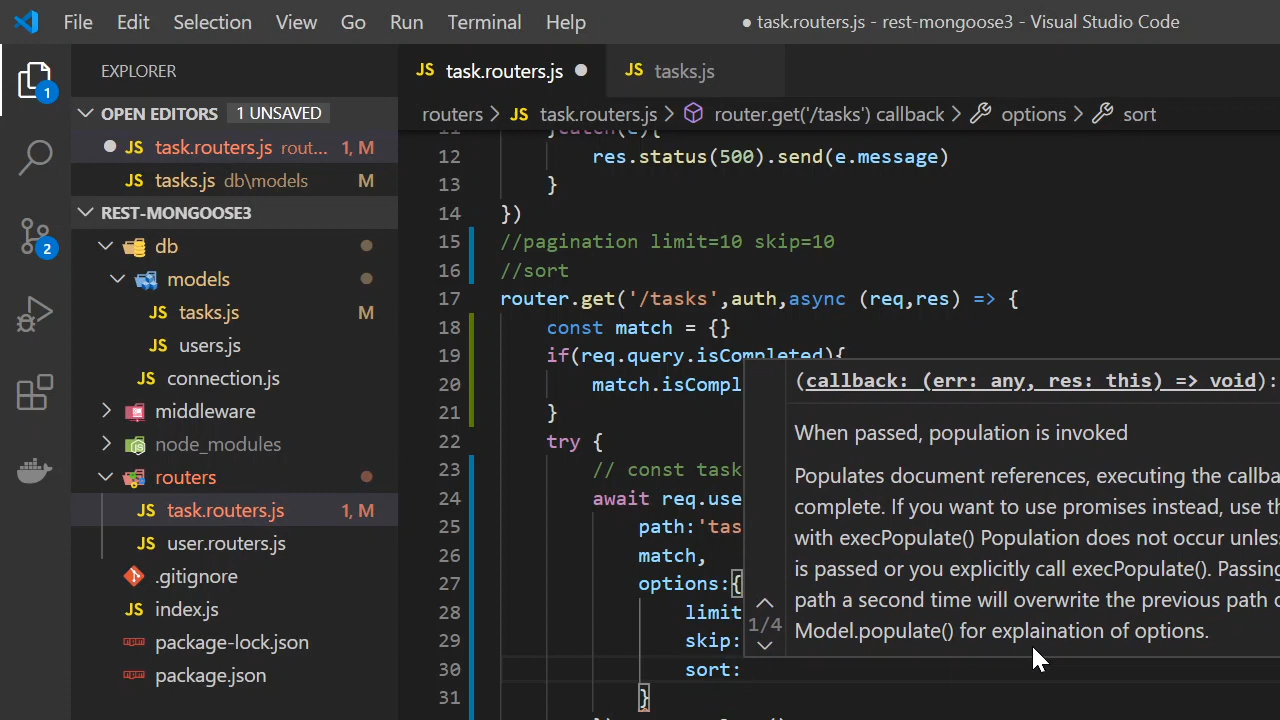 File Edit Selection View Go Run Terminal Help
● task.routers.js - rest-mongoose3 - Visual Studio Code
EXPLORER
1
JS task.routers.js ●
JS tasks.js
OPEN EDITORS 1 UNSAVED
routers > JS task.routers.js > router.get('/tasks') callback > options > sort
● JS task.routers.js rout... 1, M
JS tasks.js db\models M
REST-MONGOOSE3
2
db
models
JS tasks.js M
JS users.js
JS connection.js
middleware
node_modules
routers
JS task.routers.js 1, M
JS user.routers.js
.gitignore
JS index.js
package-lock.json
package.json
11 }catch(e){
12 res.status(500).send(e.message)
13 }
14 })
15 //pagination limit=10 skip=10
16 //sort
17 router.get('/tasks',auth,async (req,res) => {
18 const match = {}
19 if(req.query.isCompleted){
20 match.isCompl
21 }
22 try {
23 // const task
24 await req.use
25 path:'tas
26 match,
27 options:{
28 limit
29 skip:
30 sort:
31 }
(callback: (err: any, res: this) => void):
When passed, population is invoked
Populates document references, executing the callba
complete. If you want to use promises instead, use th
with execPopulate() Population does not occur unles
is passed or you explicitly call execPopulate(). Passing
path a second time will overwrite the previous path o
Model.populate() for explaination of options.
1/4